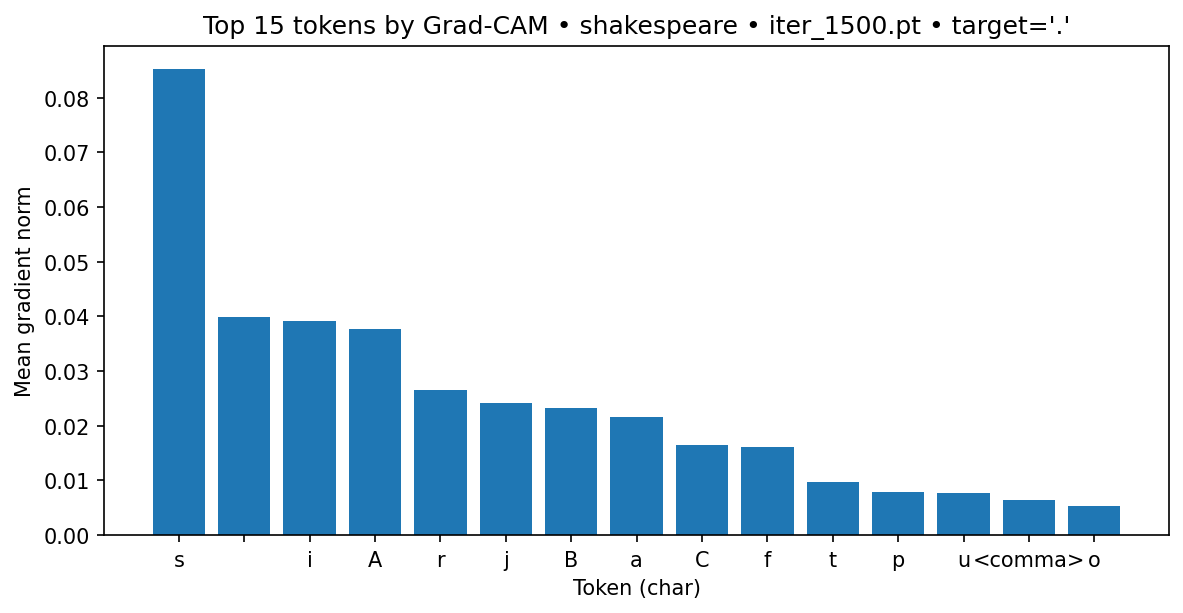 Top 15 tokens by Grad-CAM • shakespeare • iter_1500.pt • target='.'
Mean gradient norm
0.08
0.07
0.06
0.05
0.04
0.03
0.02
0.01
0.00
s i A r j B a C f t p u <comma> o
Token (char)